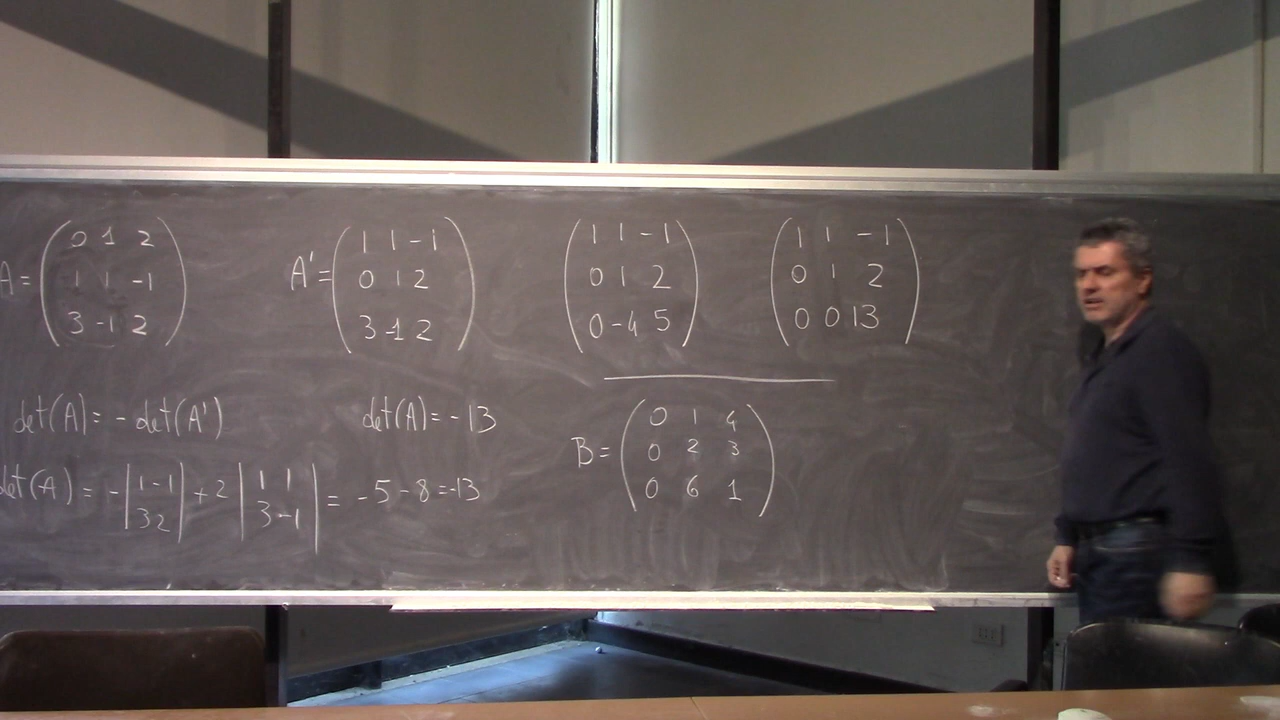 A = ( 0 1 2
1 1 -1
3 -1 2 )
A' = ( 1 1 -1
0 1 2
3 -1 2 )
( 1 1 -1
0 1 2
0 -4 5 )
( 1 1 -1
0 1 2
0 0 13 )
det(A) = - det(A')
det(A) = -13
det(A) = - | 1 -1 | + 2 | 1 1 | = -5 - 8 = -13
| 3 2 | | 3 -1 |
B = ( 0 1 4
0 2 3
0 6 1 )